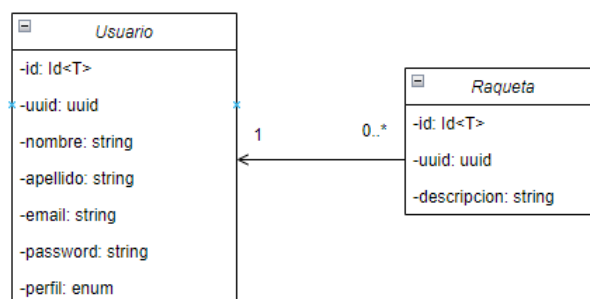 Usuario
-id: Id<T>
-uuid: uuid
-nombre: string
-apellido: string
-email: string
-password: string
-perfil: enum
1
0..*
Raqueta
-id: Id<T>
-uuid: uuid
-descripcion: string